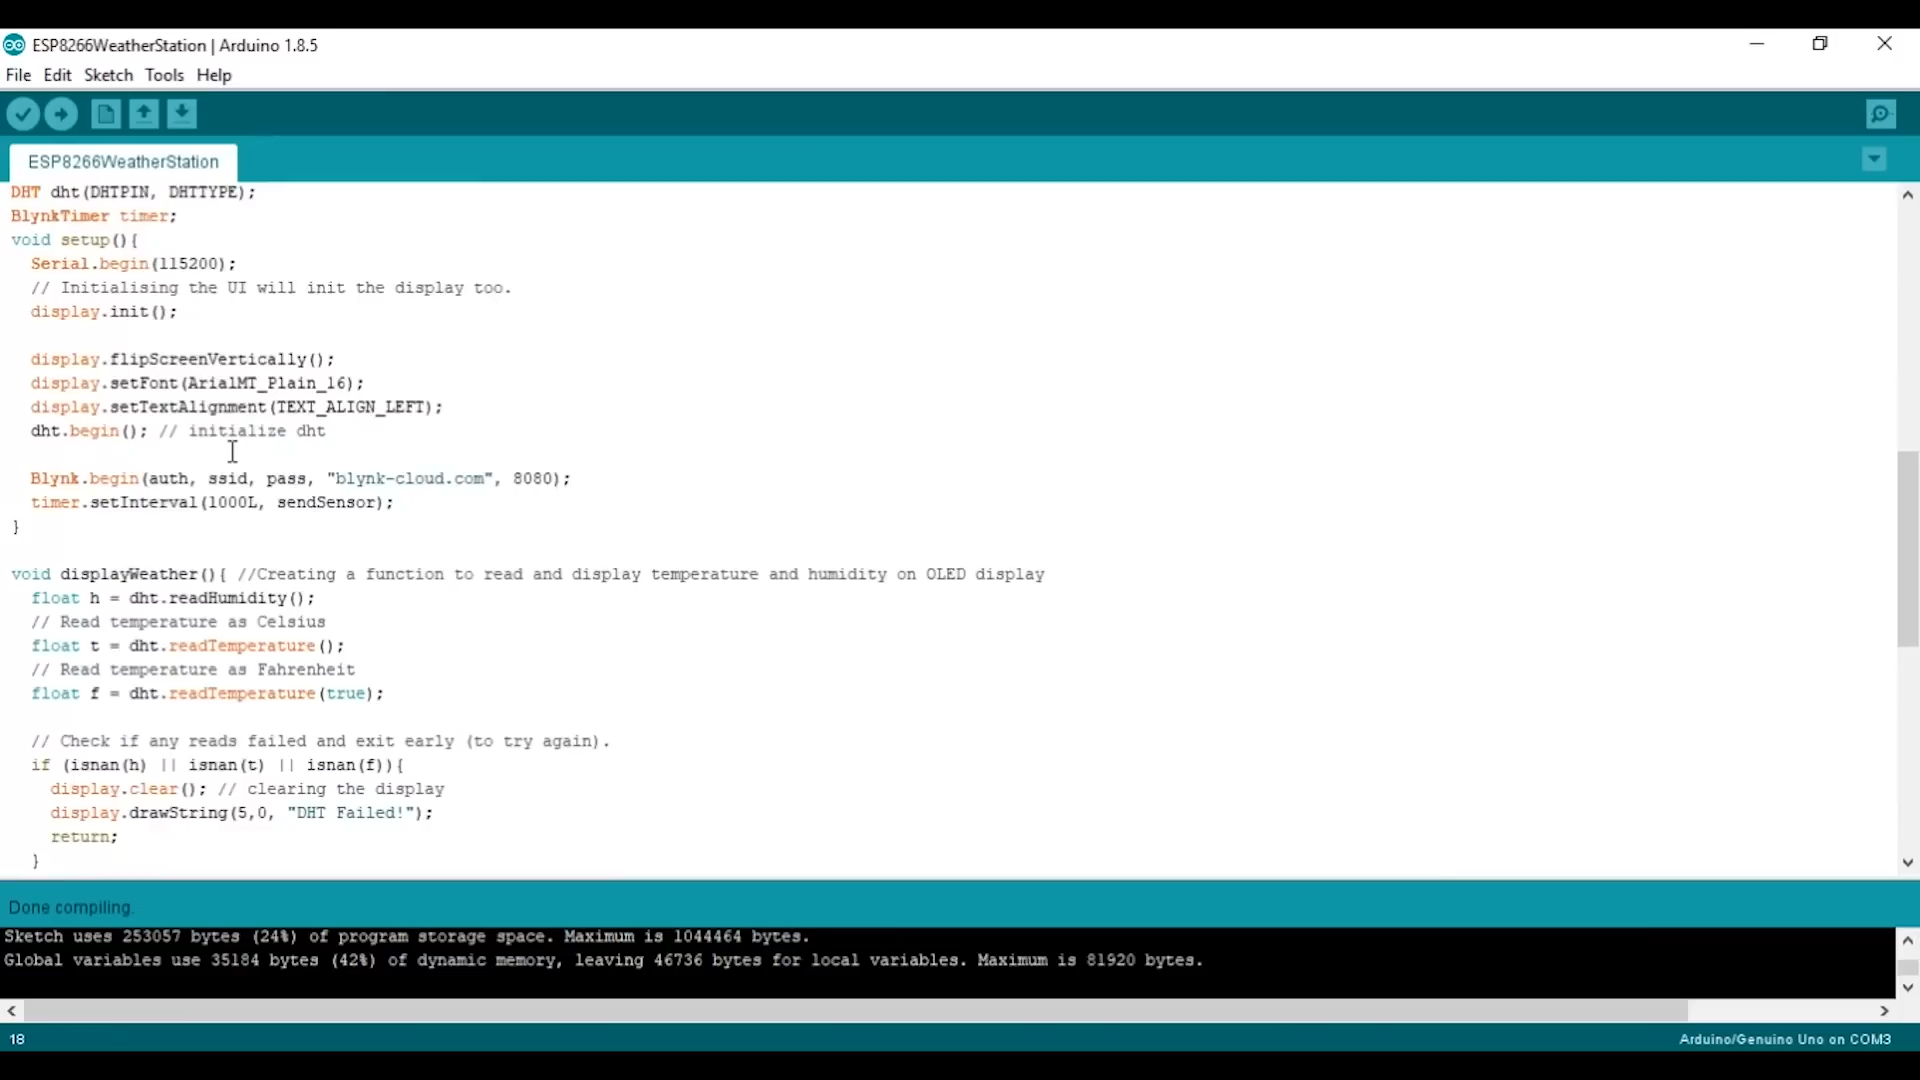 ESP8266WeatherStation | Arduino 1.8.5
File Edit Sketch Tools Help
ESP8266WeatherStation
DHT dht(DHTPIN, DHTTYPE);
BlynkTimer timer;
void setup(){
Serial.begin(115200);
// Initialising the UI will init the display too.
display.init();
display.flipScreenVertically();
display.setFont(ArialMT_Plain_16);
display.setTextAlignment(TEXT_ALIGN_LEFT);
dht.begin(); // initialize dht
Blynk.begin(auth, ssid, pass, "blynk-cloud.com", 8080);
timer.setInterval(1000L, sendSensor);
}
void displayWeather(){ //Creating a function to read and display temperature and humidity on OLED display
float h = dht.readHumidity();
// Read temperature as Celsius
float t = dht.readTemperature();
// Read temperature as Fahrenheit
float f = dht.readTemperature(true);
// Check if any reads failed and exit early (to try again).
if (isnan(h) || isnan(t) || isnan(f)){
display.clear(); // clearing the display
display.drawString(5,0, "DHT Failed!");
return;
}
Done compiling.
Sketch uses 253057 bytes (24%) of program storage space. Maximum is 1044464 bytes.
Global variables use 35184 bytes (42%) of dynamic memory, leaving 46736 bytes for local variables. Maximum is 81920 bytes.
18 Arduino/Genuino Uno on COM3